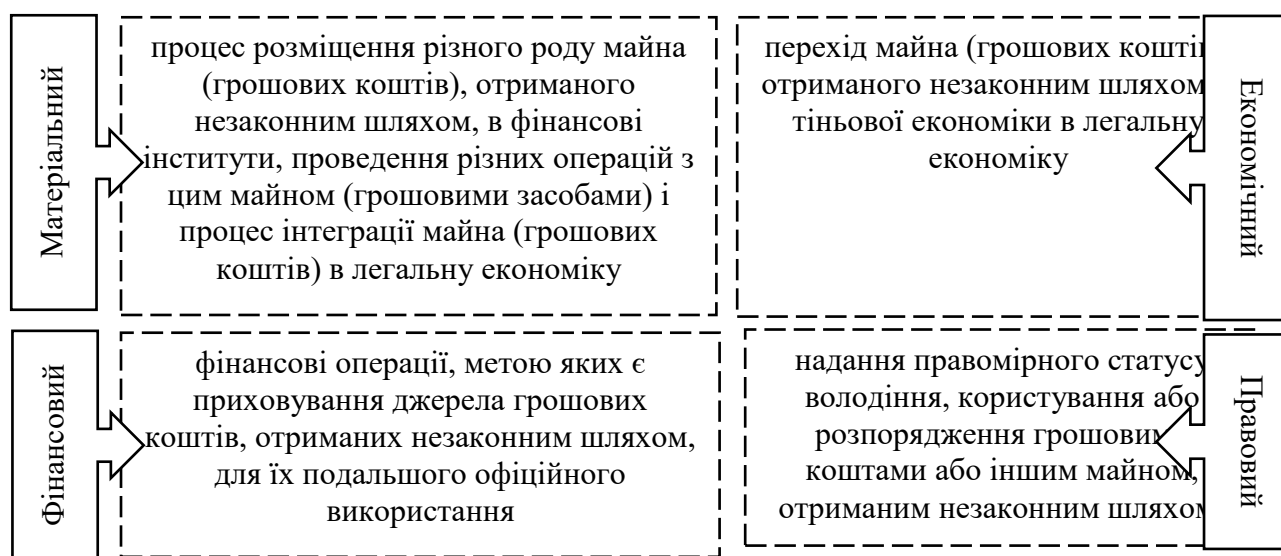 Матеріальний
процес розміщення різного роду майна
(грошових коштів), отриманого
незаконним шляхом, в фінансові
інститути, проведення різних операцій з
цим майном (грошовими засобами) і
процес інтеграції майна (грошових
коштів) в легальну економіку
перехід майна (грошових кошті
отриманого незаконним шляхом
тіньової економіки в легальну
економіку
Економічний
Фінансовий
фінансові операції, метою яких є
приховування джерела грошових
коштів, отриманих незаконним шляхом,
для їх подальшого офіційного
використання
надання правомірного статусу
володіння, користування або
розпорядження грошовим
коштами або іншим майном,
отриманим незаконним шляхом
Правовий